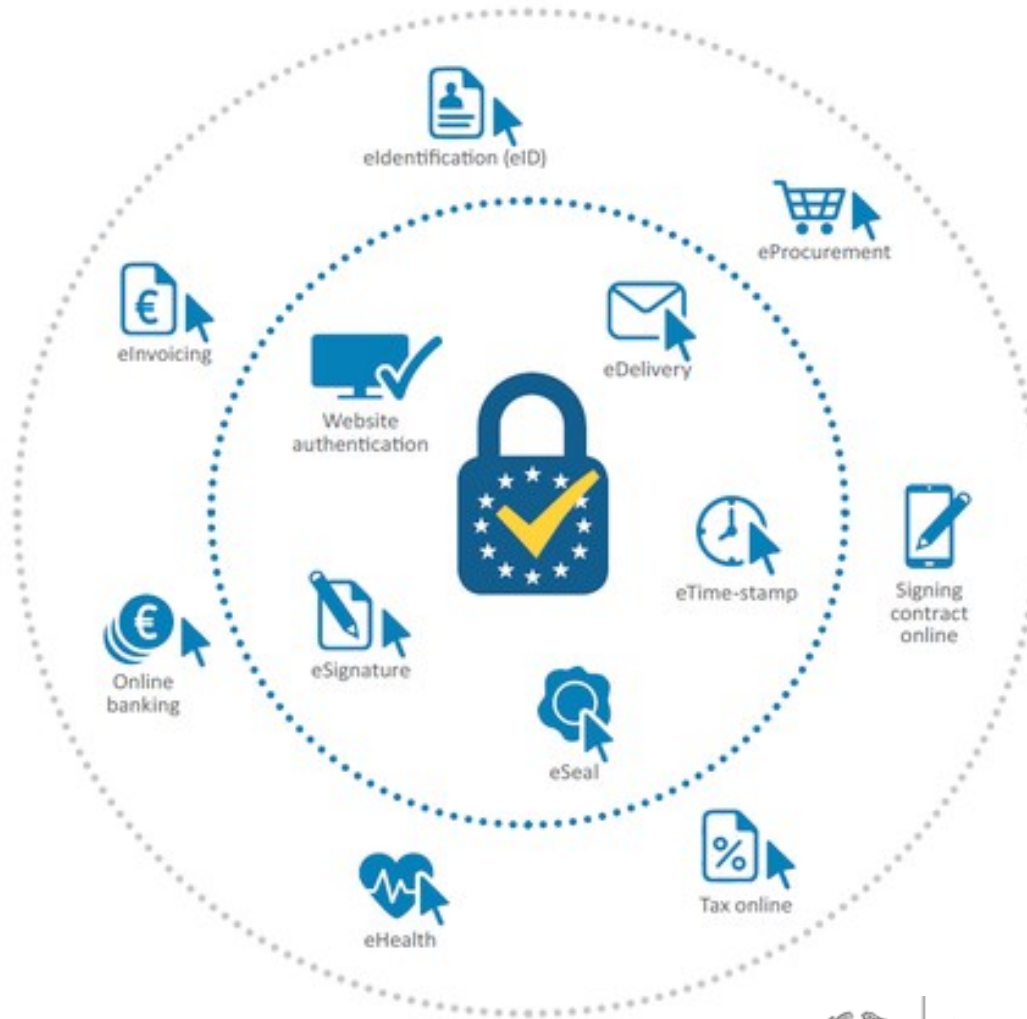 eIdentification (eID)
eProcurement
eInvoicing
eDelivery
Website
authentication
eTime-stamp
Signing
contract
online
eSignature
Online
banking
eSeal
Tax online
eHealth